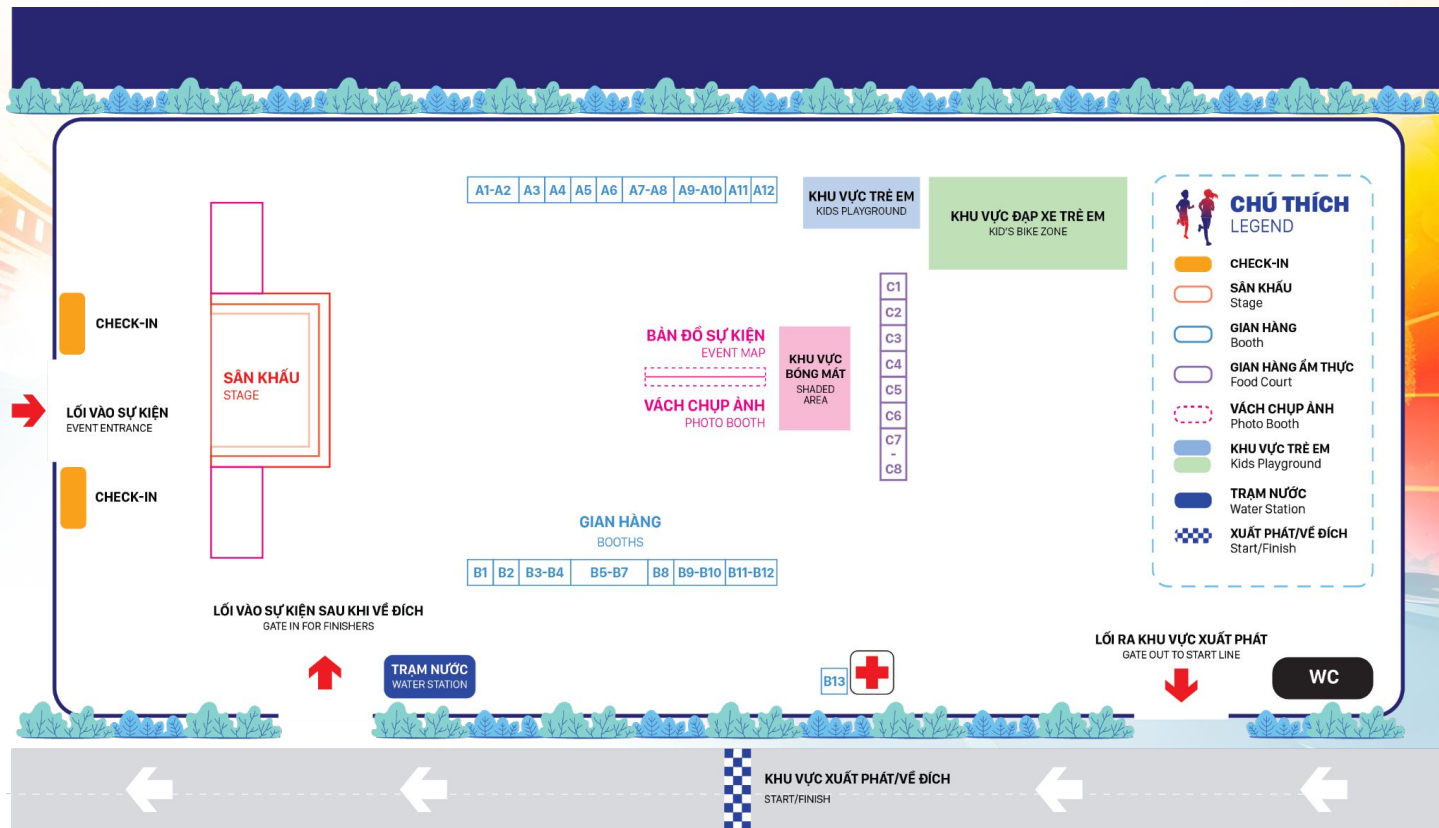 A1-A2 A3 A4 A5 A6 A7-A8 A9-A10 A11 A12
KHU VỰC TRẺ EM
KIDS PLAYGROUND
KHU VỰC ĐẠP XE TRẺ EM
KID'S BIKE ZONE
CHECK-IN
LỐI VÀO SỰ KIỆN
EVENT ENTRANCE
CHECK-IN
SÂN KHẤU
STAGE
BẢN ĐỒ SỰ KIỆN
EVENT MAP
VÁCH CHỤP ẢNH
PHOTO BOOTH
KHU VỰC
BÓNG MÁT
SHADED
AREA
C1
C2
C3
C4
C5
C6
C7
-
C8
GIAN HÀNG
BOOTHS
B1 B2 B3-B4 B5-B7 B8 B9-B10 B11-B12
LỐI VÀO SỰ KIỆN SAU KHI VỀ ĐÍCH
GATE IN FOR FINISHERS
TRẠM NƯỚC
WATER STATION
B13
LỐI RA KHU VỰC XUẤT PHÁT
GATE OUT TO START LINE
WC
KHU VỰC XUẤT PHÁT/VỀ ĐÍCH
START/FINISH
CHÚ THÍCH
LEGEND
CHECK-IN
SÂN KHẤU
Stage
GIAN HÀNG
Booth
GIAN HÀNG ẨM THỰC
Food Court
VÁCH CHỤP ẢNH
Photo Booth
KHU VỰC TRẺ EM
Kids Playground
TRẠM NƯỚC
Water Station
XUẤT PHÁT/VỀ ĐÍCH
Start/Finish